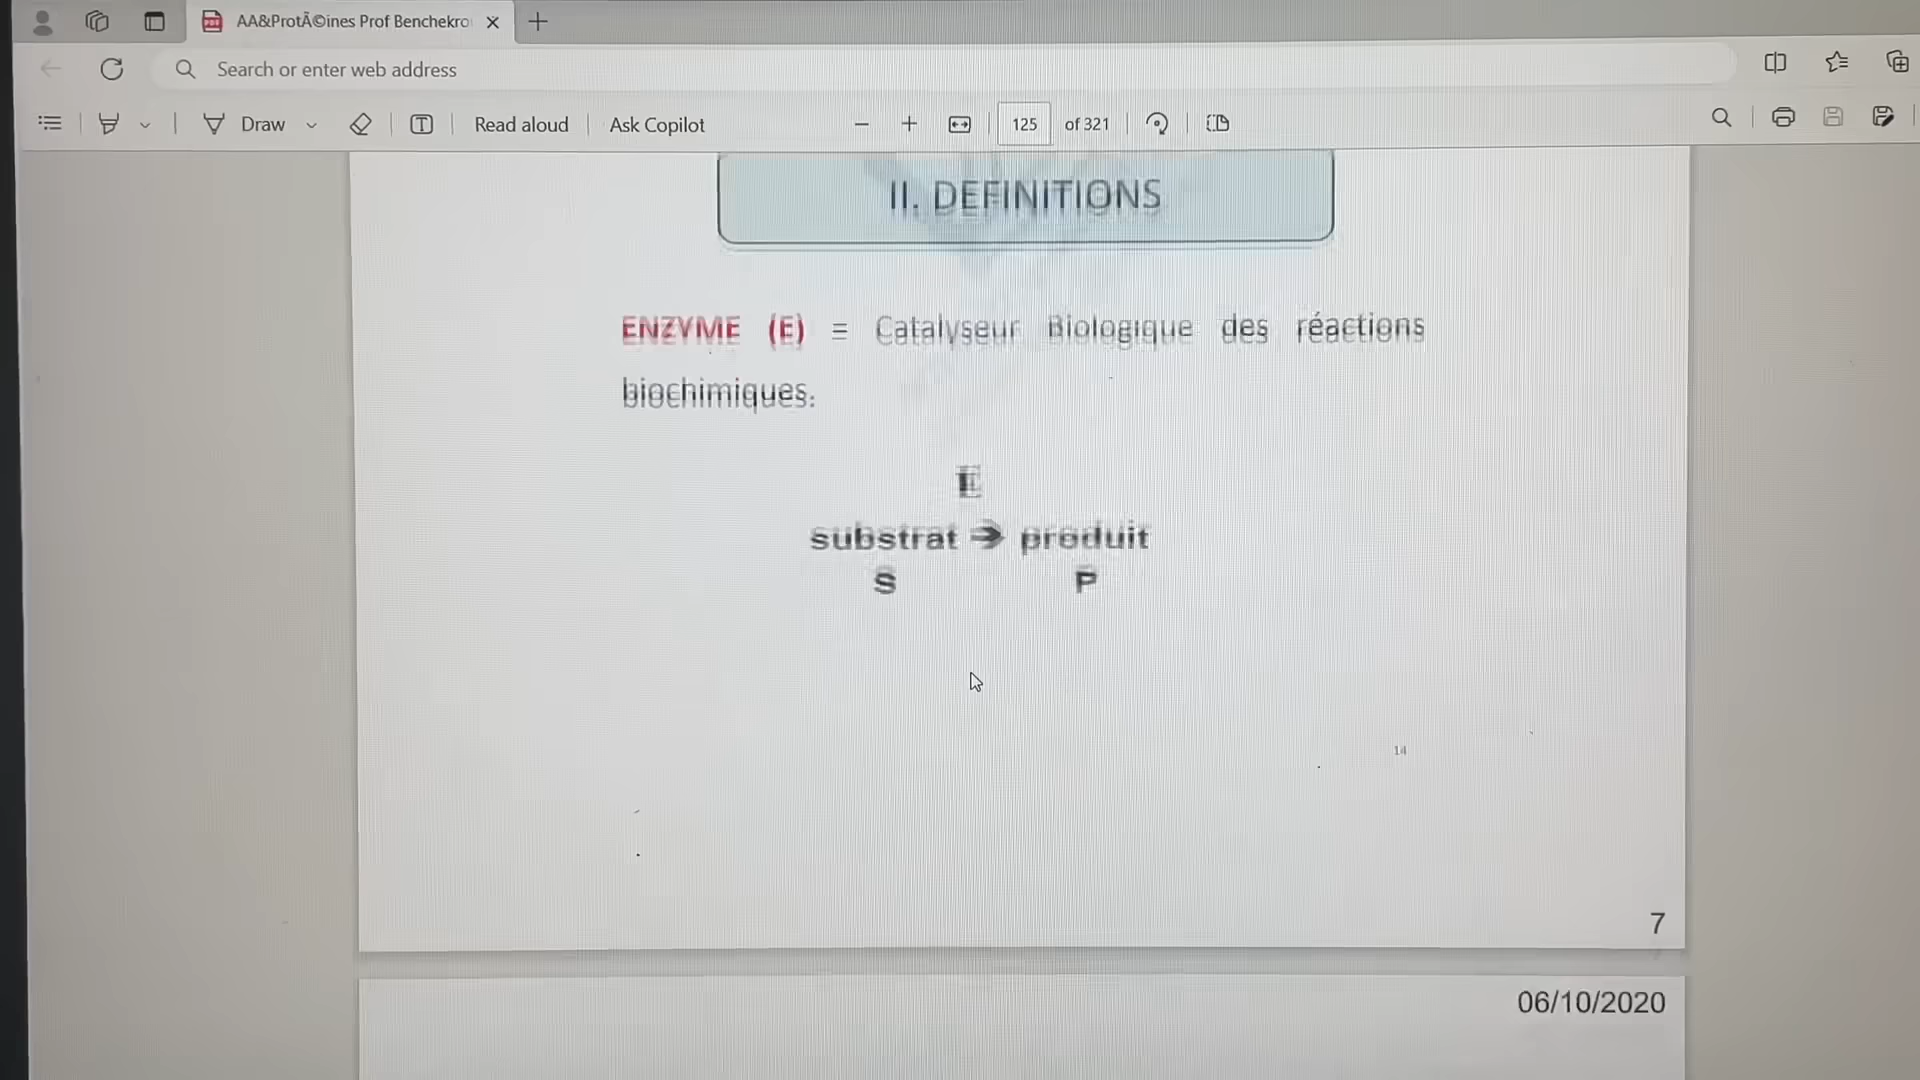 AA&ProtÃ©ines Prof Benchekro
Search or enter web address
Draw
Read aloud
Ask Copilot
125 of 321
II. DEFINITIONS
ENZYME (E) = Catalyseur Biologique des réactions
biochimiques.
E
substrat → produit
S P
14
7
06/10/2020